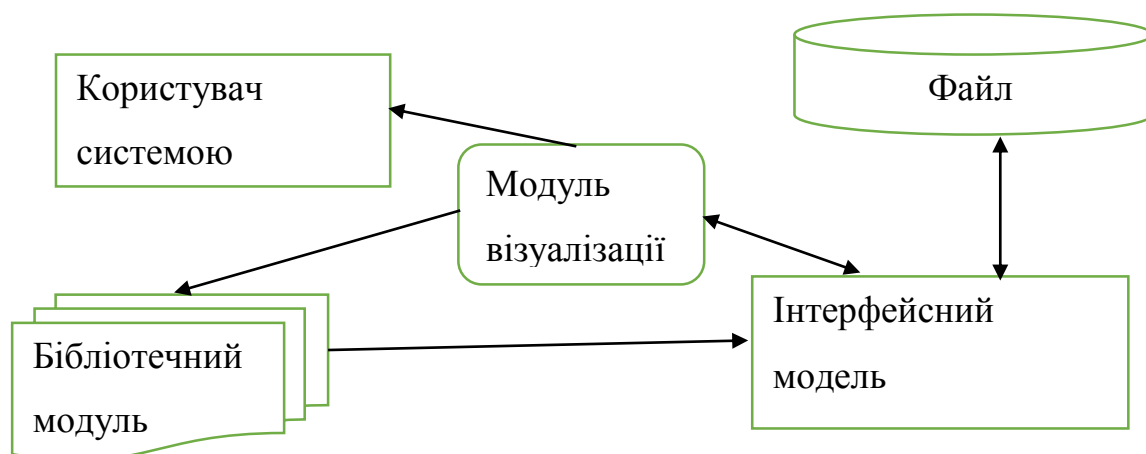 Користувач
системою
Файл
Модуль
візуалізації
Бібліотечний
модуль
Інтерфейсний
модель